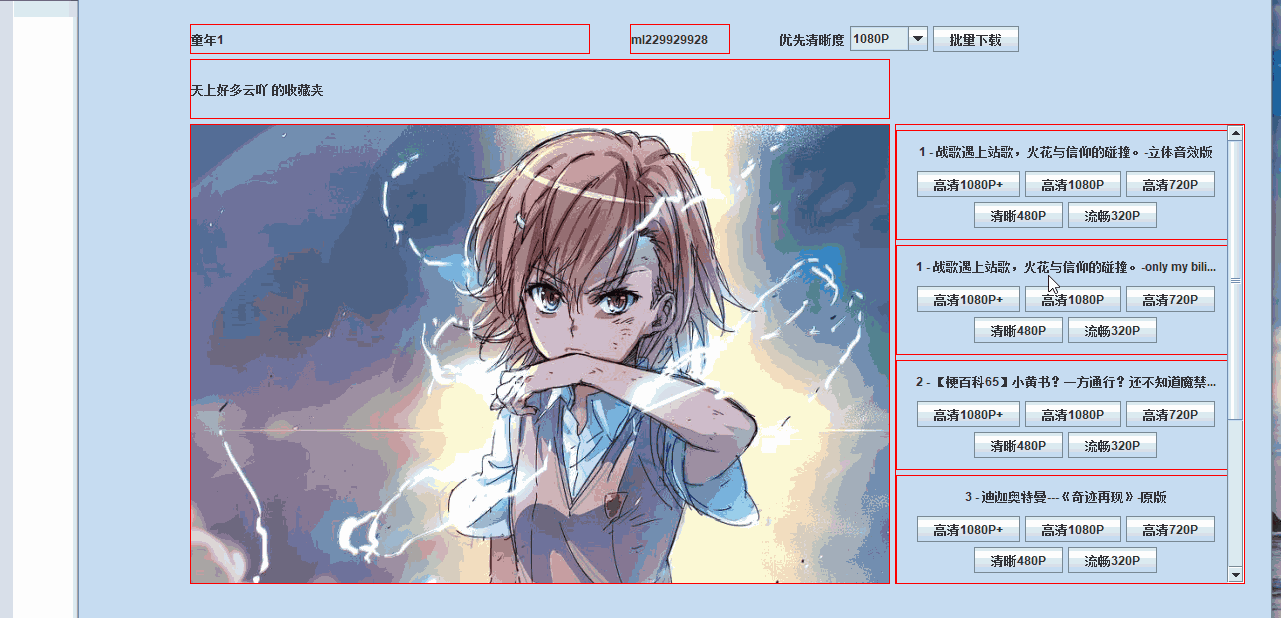 童年1
ml229929928
优先清晰度 1080P 批量下载
天上好多云吖 的收藏夹
1 - 战歌遇上站歌，火花与信仰的碰撞。-立体音效版
高清1080P+ 高清1080P 高清720P
清晰480P 流畅320P
1 - 战歌遇上站歌，火花与信仰的碰撞。-only my bili...
高清1080P+ 高清1080P 高清720P
清晰480P 流畅320P
2 - 【梗百科65】小黄书？一方通行？还不知道魔禁...
高清1080P+ 高清1080P 高清720P
清晰480P 流畅320P
3 - 迪迦奥特曼---《奇迹再现》-原版
高清1080P+ 高清1080P 高清720P
清晰480P 流畅320P